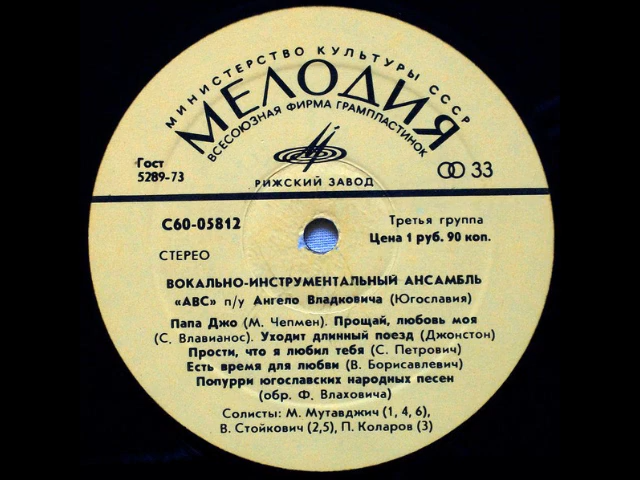 МИНИСТЕРСТВО КУЛЬТУРЫ СССР
МЕЛОДИЯ
ВСЕСОЮЗНАЯ ФИРМА ГРАМПЛАСТИНОК
Гост
5289-73
33
РИЖСКИЙ ЗАВОД
С60-05812
Третья группа
Цена 1 руб. 90 коп.
СТЕРЕО
ВОКАЛЬНО-ИНСТРУМЕНТАЛЬНЫЙ АНСАМБЛЬ
«АВС» п/у Ангело Владковича (Югославия)
Папа Джо (М. Чепмен). Прощай, любовь моя
(С. Влавианос). Уходит длинный поезд (Джонстон)
Прости, что я любил тебя (С. Петрович)
Есть время для любви (В. Борисавлевич)
Попурри югославских народных песен
(обр. Ф. Влаховича)
Солисты: М. Мутавджич (1, 4, 6),
В. Стойкович (2,5), П. Коларов (3)